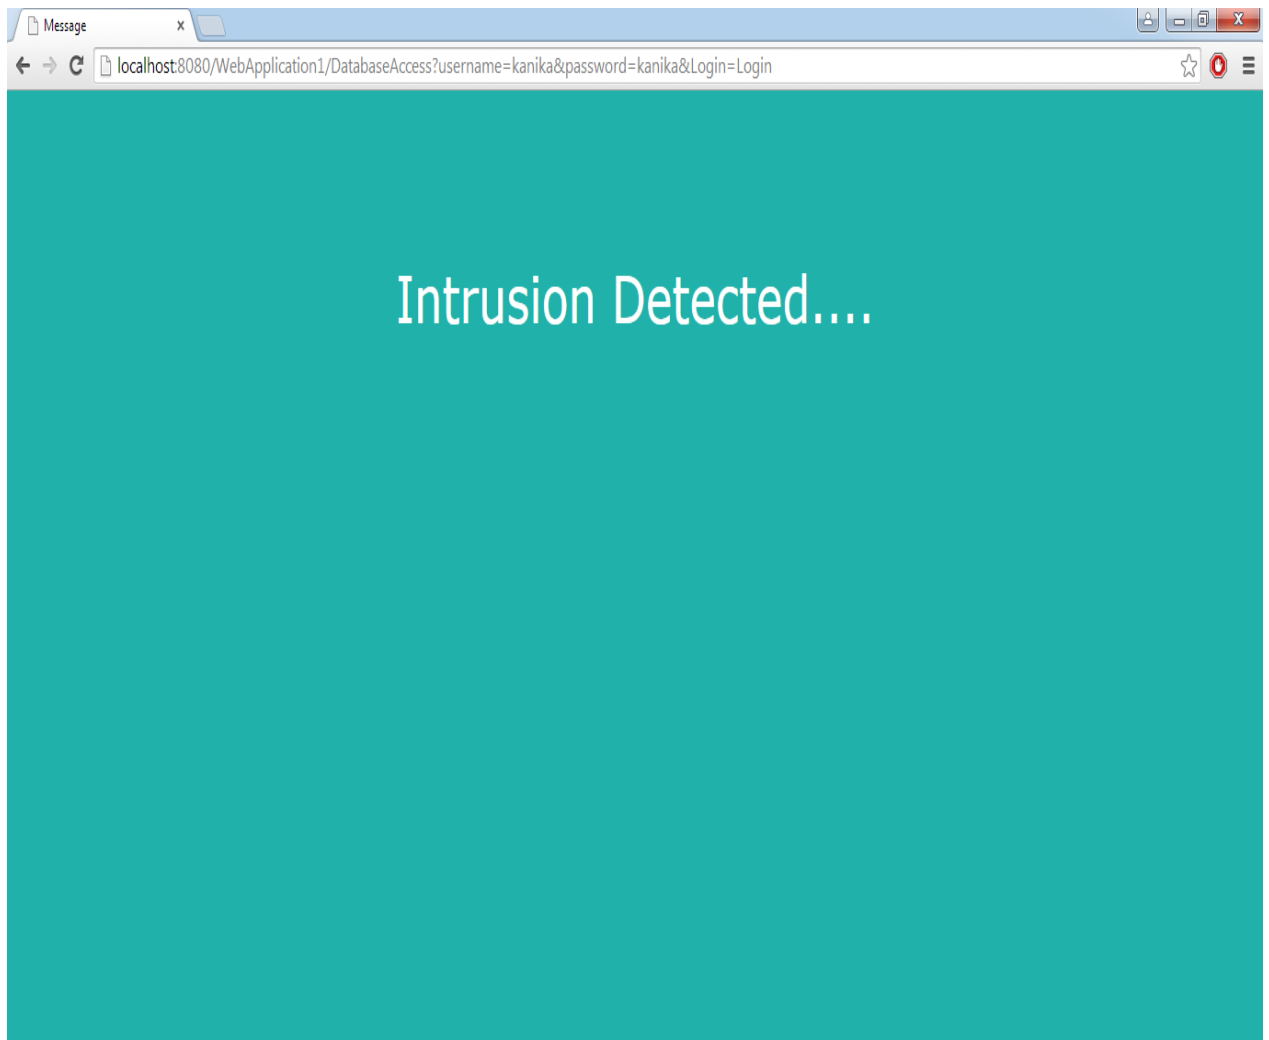 Message
localhost:8080/WebApplication1/DatabaseAccess?username=kanika&password=kanika&Login=Login
Intrusion Detected....